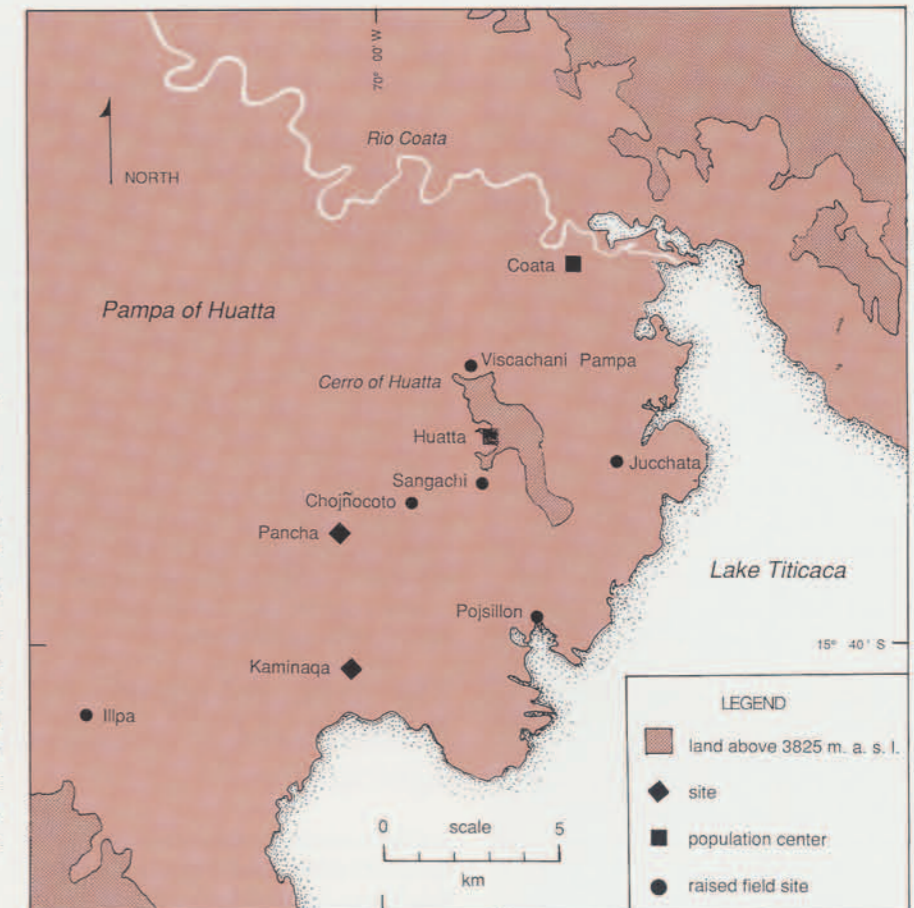 70° 00' W
Rio Coata
NORTH
Coata
Pampa of Huatta
Viscachani Pampa
Cerro of Huatta
Huatta
Jucchata
Sangachi
Chojñocoto
Pancha
Lake Titicaca
Pojsillon
15° 40' S
Kaminaqa
Illpa
LEGEND
land above 3825 m. a. s. l.
site
population center
raised field site
0 scale 5
km